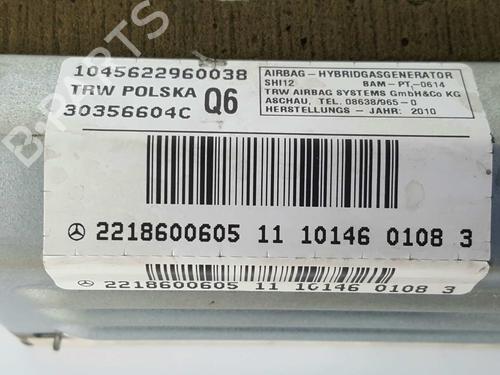 B-PARTS
1045622960038
TRW POLSKA Q6
30356604C
AIRBAG - HYBRIDGASGENERATOR
SHI12 BAM-PT.-0614
TRW AIRBAG SYSTEMS GmbH&Co KG
ASCHAU, TEL. 08638/965-0
HERSTELLUNGS - JAHR: 2010
2218600605 11 10146 0108 3
2218600605 11 10146 0108 3